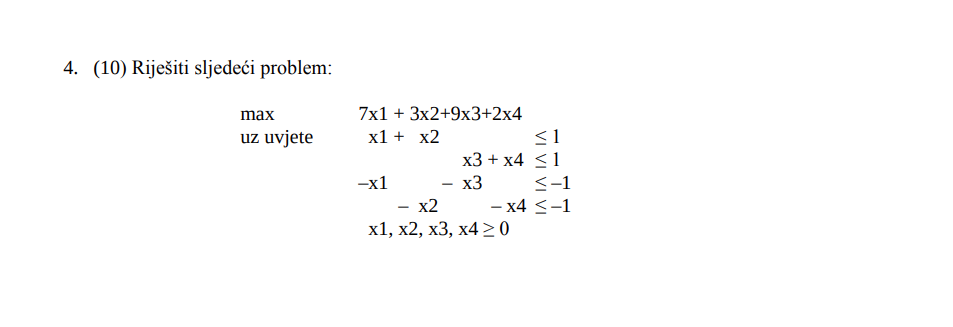 4. (10) Riješiti sljedeći problem:
max 7x1 + 3x2+9x3+2x4
uz uvjete x1 + x2 ≤ 1
x3 + x4 ≤ 1
–x1 – x3 ≤ –1
– x2 – x4 ≤ –1
x1, x2, x3, x4 ≥ 0